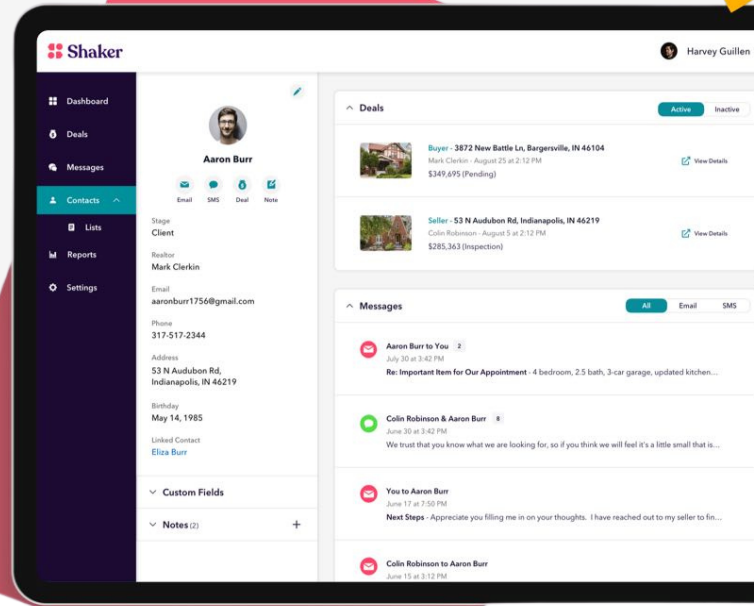 Shaker
Harvey Guillen
Dashboard
Deals
Messages
Contacts
Lists
Reports
Settings
Aaron Burr
Email SMS Deal Note
Stage
Client
Realtor
Mark Clerkin
Email
aaronburr1756@gmail.com
Phone
317-517-2344
Address
53 N Audubon Rd,
Indianapolis, IN 46219
Birthday
May 14, 1985
Linked Contact
Eliza Burr
Custom Fields
Notes (2) +
Deals
Active Inactive
Buyer - 3872 New Battle Ln, Bargersville, IN 46104
Mark Clerkin - August 25 at 2:12 PM
$349,695 (Pending)
View Details
Seller - 53 N Audubon Rd, Indianapolis, IN 46219
Colin Robinson - August 5 at 2:12 PM
$285,363 (Inspection)
View Details
Messages
All Email SMS
Aaron Burr to You 2
July 30 at 3:42 PM
Re: Important Item for Our Appointment - 4 bedroom, 2.5 bath, 3-car garage, updated kitchen...
Colin Robinson & Aaron Burr 8
June 30 at 3:42 PM
We trust that you know what we are looking for, so if you think we will feel it's a little small that is...
You to Aaron Burr
June 17 at 7:50 PM
Next Steps - Appreciate you filling me in on your thoughts. I have reached out to my seller to fin...
Colin Robinson to Aaron Burr
June 15 at 3:12 PM